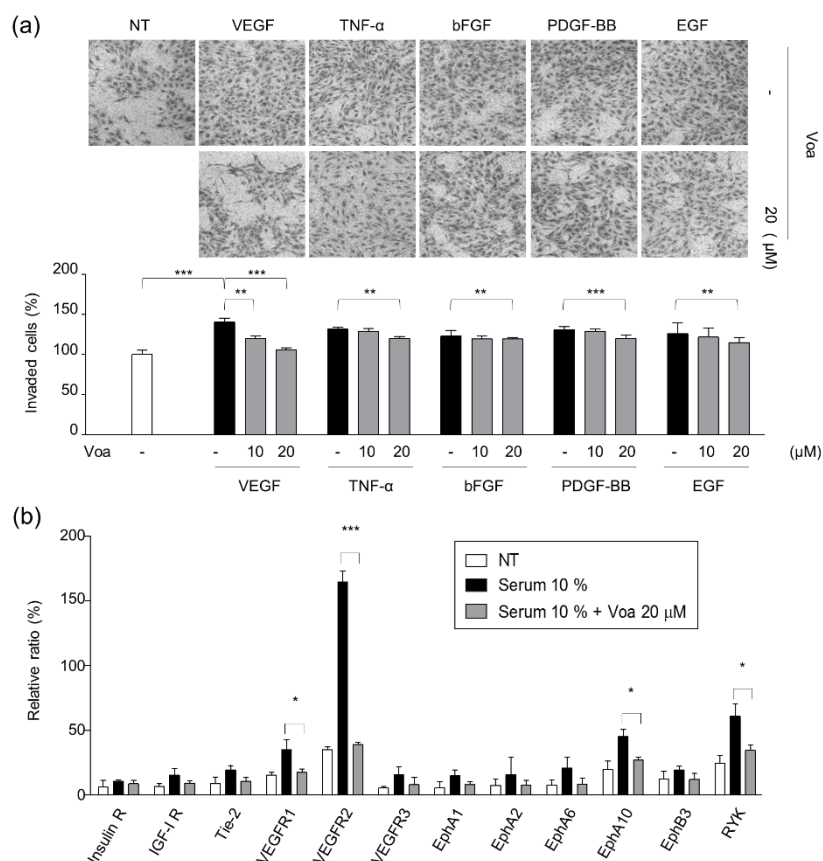 (a)
NT VEGF TNF-α bFGF PDGF-BB EGF
-
Voa
20 ( μM)
Invaded cells (%)
200
150
100
50
0
*** *** ** ** ** *** **
Voa - - 10 20 - 10 20 - 10 20 - 10 20 - 10 20 (μM)
VEGF TNF-α bFGF PDGF-BB EGF
(b)
Relative ratio (%)
200
150
100
50
0
***
NT
Serum 10 %
Serum 10 % + Voa 20 μM
* * *
Insulin R IGF-I R Tie-2 VEGFR1 VEGFR2 VEGFR3 EphA1 EphA2 EphA6 EphA10 EphB3 RYK